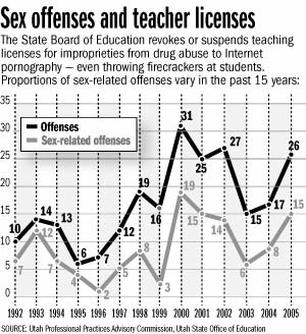 Sex offenses and teacher licenses
The State Board of Education revokes or suspends teaching
licenses for improprieties from drug abuse to Internet
pornography — even throwing firecrackers at students.
Proportions of sex-related offenses vary in the past 15 years:
35
Offenses
Sex-related offenses
30
25
20
15
10
5
0
10 14 13 6 7 12 19 16 31 25 27 15 17 26
7 12 7 4 2 5 8 3 19 15 14 6 8 15
1992 1993 1994 1995 1996 1997 1998 1999 2000 2001 2002 2003 2004 2005
SOURCE: Utah Professional Practices Advisory Commission, Utah State Office of Education